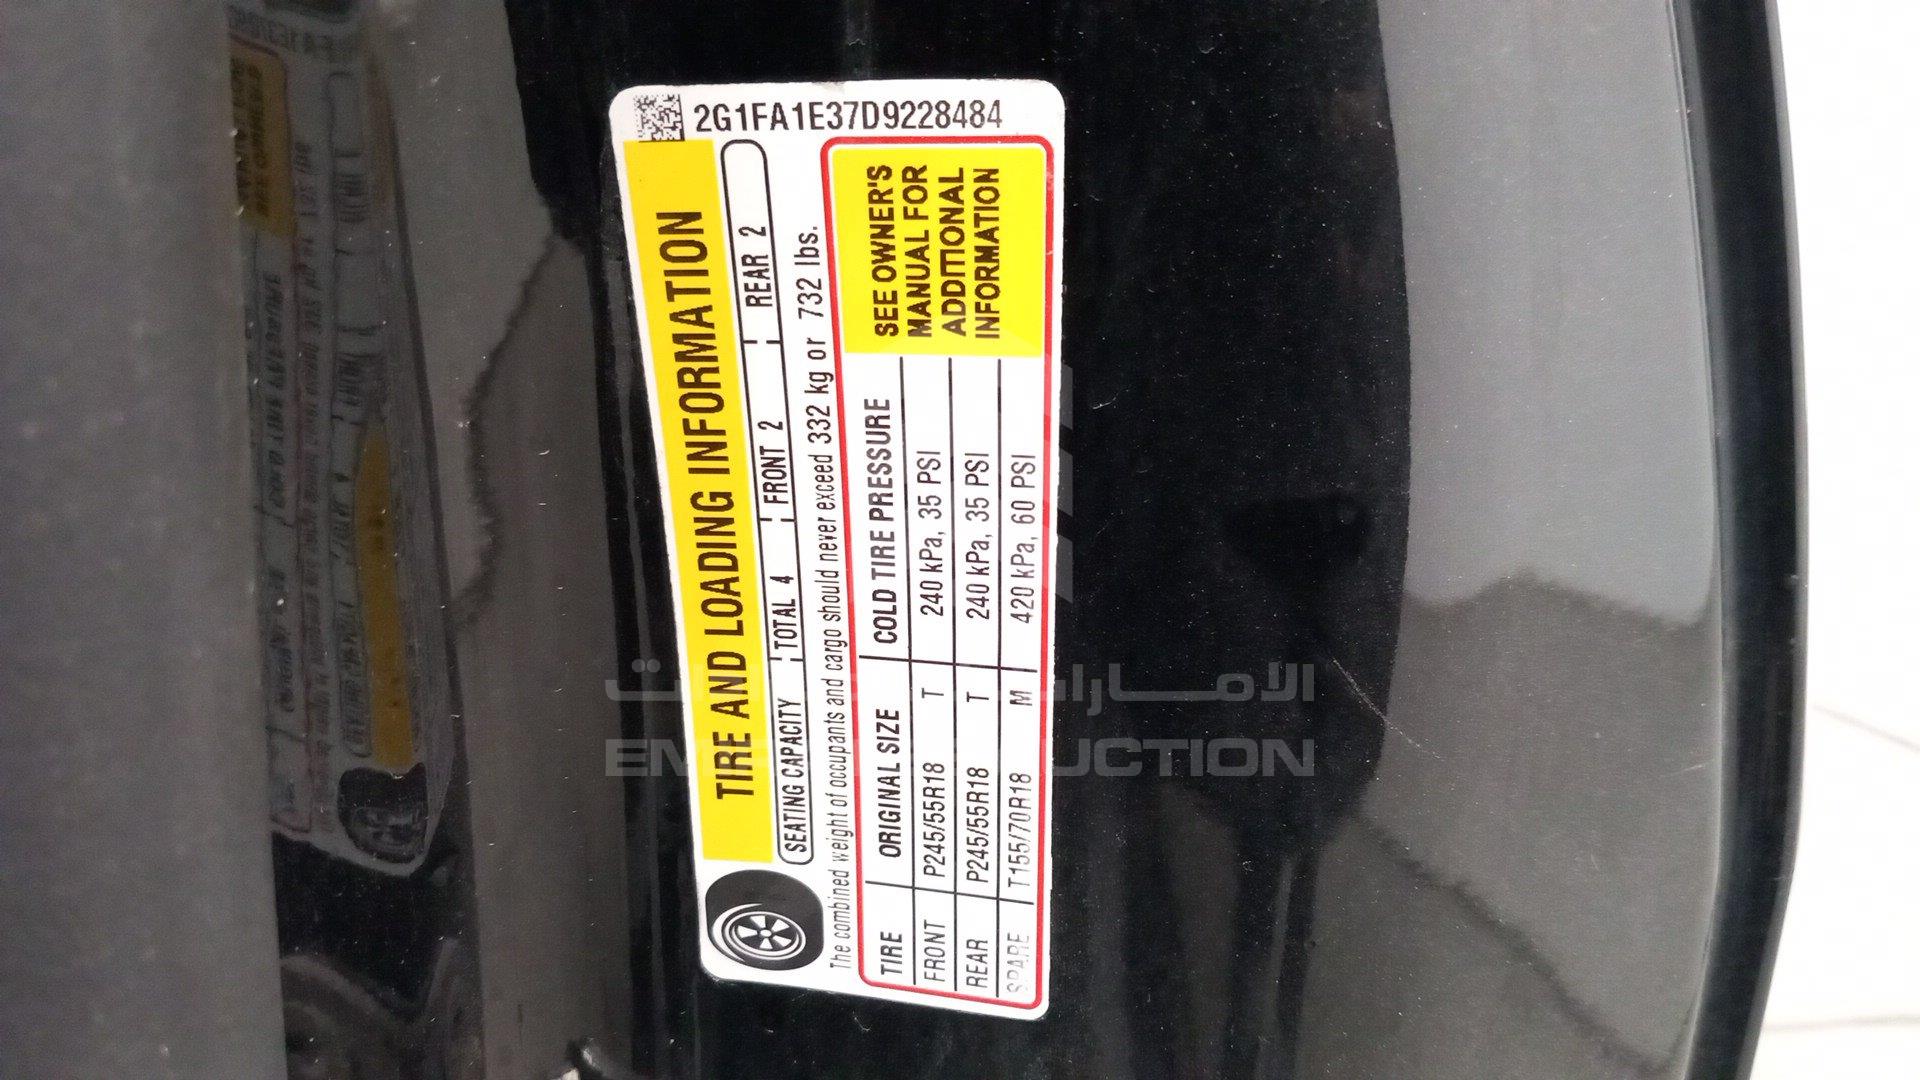 2G1FA1E37D9228484
TIRE AND LOADING INFORMATION
SEATING CAPACITY TOTAL 4 FRONT 2 REAR 2
The combined weight of occupants and cargo should never exceed 332 kg or 732 lbs.
TIRE ORIGINAL SIZE COLD TIRE PRESSURE
FRONT P245/55R18 T 240 kPa, 35 PSI
REAR P245/55R18 T 240 kPa, 35 PSI
SPARE T155/70R18 M 420 kPa, 60 PSI
SEE OWNER'S
MANUAL FOR
ADDITIONAL
INFORMATION